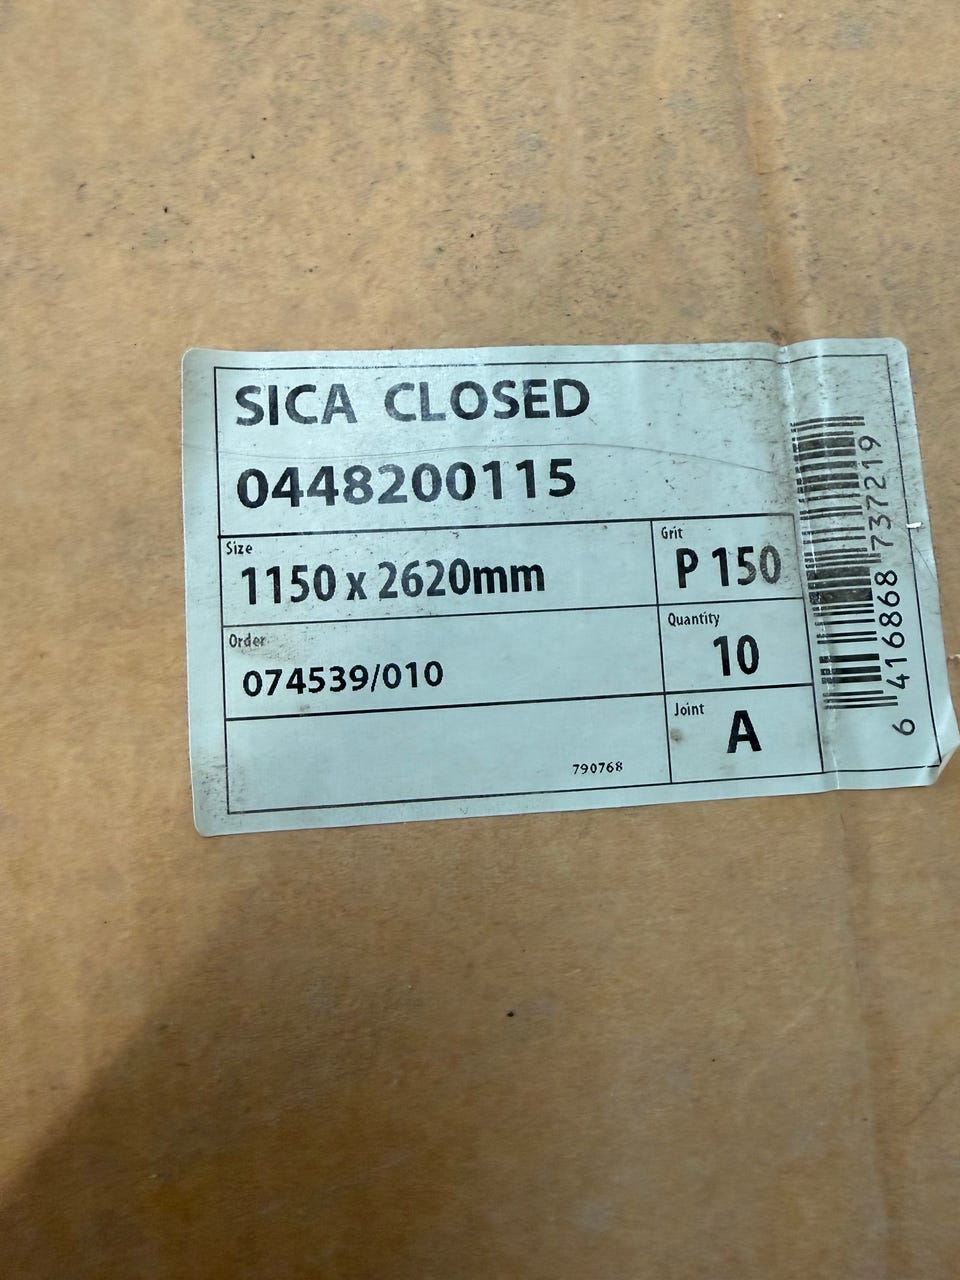 SICA CLOSED
0448200115
Size
1150 x 2620mm
Grit
P 150
Order
074539/010
Quantity
10
Joint
A
790768
6 416868 737219